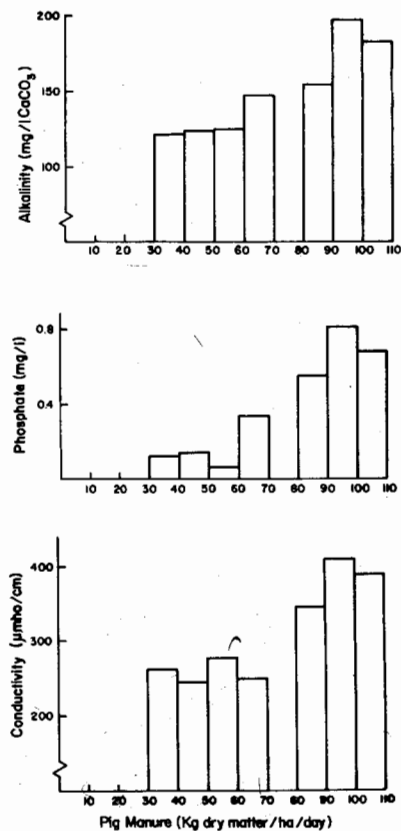 200
150
100
Alkalinity (mg/l CaCO₃)
10 20 30 40 50 60 70 80 90 100 110
0.8
0.4
Phosphate (mg/l)
10 20 30 40 50 60 70 80 90 100 110
400
300
200
Conductivity (µmho/cm)
10 20 30 40 50 60 70 80 90 100 110
Pig Manure (Kg dry matter/ha/day)